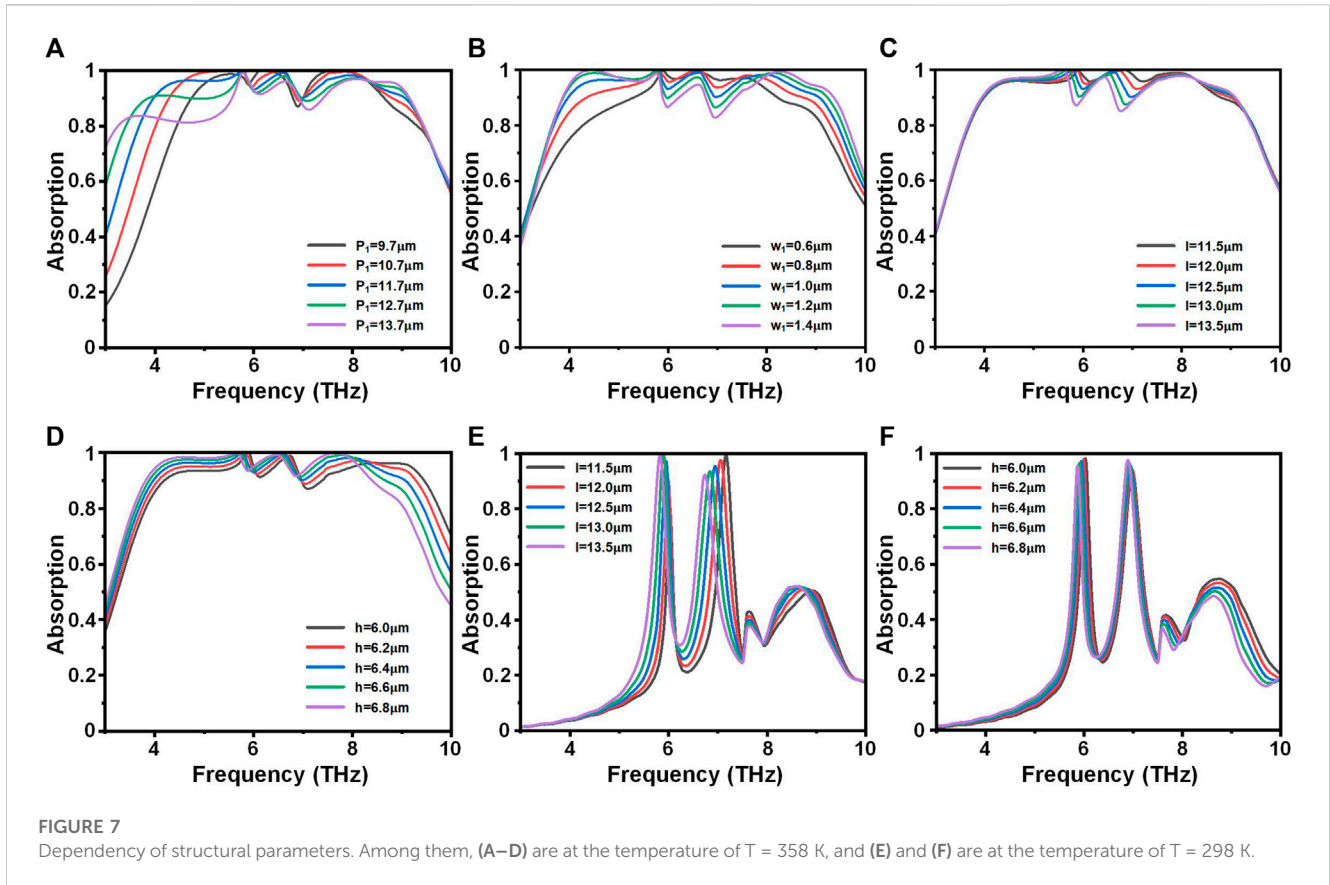 A
B
C
Absorption
1
0.8
0.6
0.4
0.2
0
P₁=9.7μm
P₁=10.7μm
P₁=11.7μm
P₁=12.7μm
P₁=13.7μm
4
6
8
10
Frequency (THz)
Absorption
1
0.8
0.6
0.4
0.2
0
w₁=0.6μm
w₁=0.8μm
w₁=1.0μm
w₁=1.2μm
w₁=1.4μm
4
6
8
10
Frequency (THz)
Absorption
1
0.8
0.6
0.4
0.2
0
l=11.5μm
l=12.0μm
l=12.5μm
l=13.0μm
l=13.5μm
4
6
8
10
Frequency (THz)
D
E
F
Absorption
1
0.8
0.6
0.4
0.2
0
h=6.0μm
h=6.2μm
h=6.4μm
h=6.6μm
h=6.8μm
4
6
8
10
Frequency (THz)
Absorption
1
0.8
0.6
0.4
0.2
0
l=11.5μm
l=12.0μm
l=12.5μm
l=13.0μm
l=13.5μm
4
6
8
10
Frequency (THz)
Absorption
1
0.8
0.6
0.4
0.2
0
h=6.0μm
h=6.2μm
h=6.4μm
h=6.6μm
h=6.8μm
4
6
8
10
Frequency (THz)
FIGURE 7
Dependency of structural parameters. Among them, (A–D) are at the temperature of T = 358 K, and (E) and (F) are at the temperature of T = 298 K.